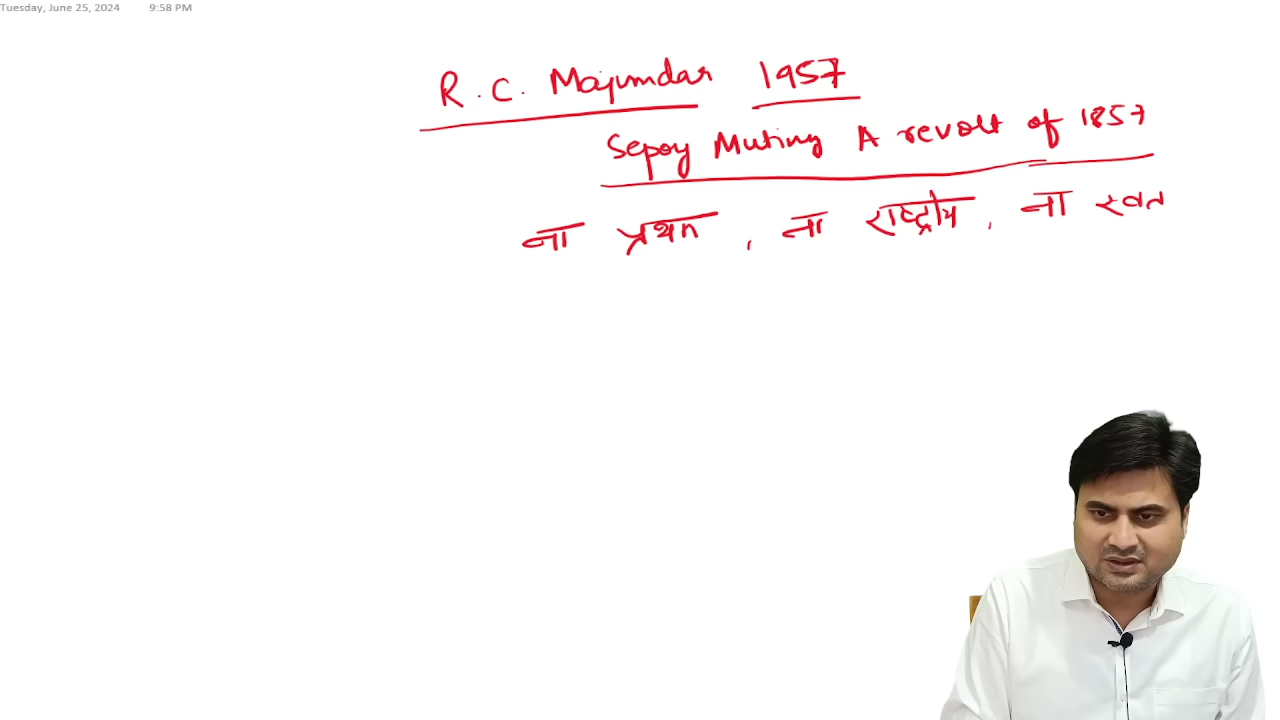 Tuesday, June 25, 2024 9:58 PM
R. C. Majumdar 1957
Sepoy Mutiny A revolt of 1857
ना प्रथम, ना राष्ट्रीय, ना स्वत